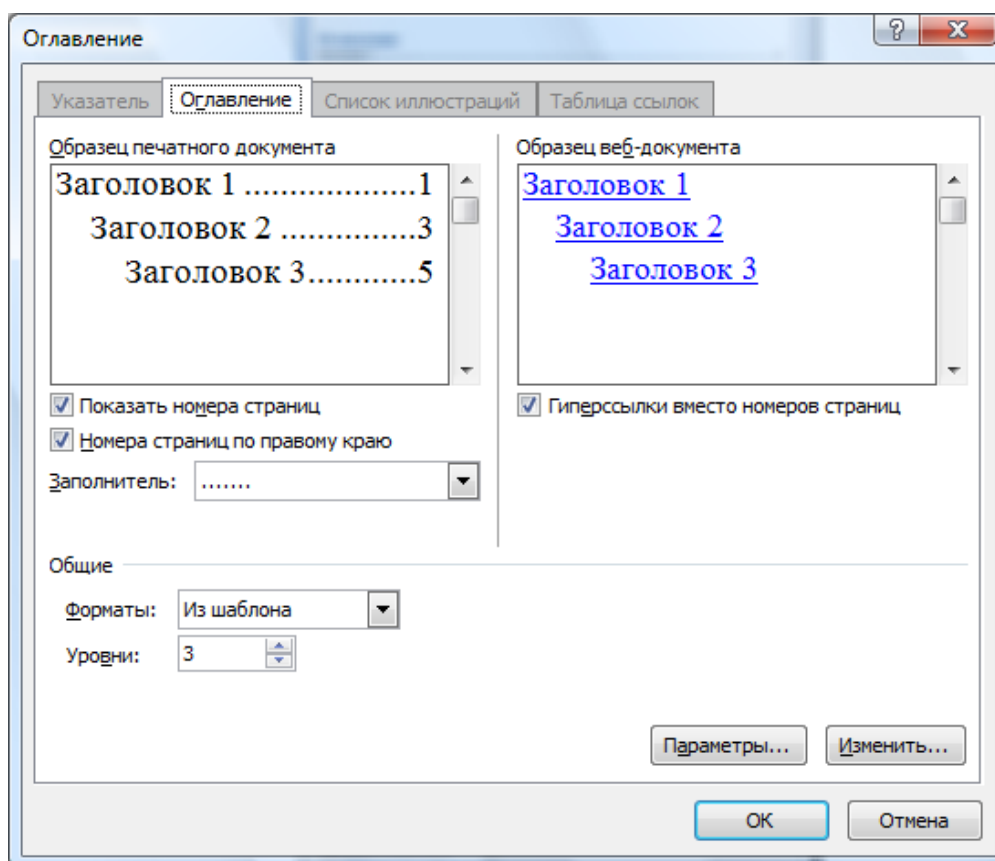 Оглавление
Указатель Оглавление Список иллюстраций Таблица ссылок
Образец печатного документа
Заголовок 1 ....................1
Заголовок 2 ................3
Заголовок 3.............5
Показать номера страниц
Номера страниц по правому краю
Заполнитель: .......
Образец веб-документа
Заголовок 1
Заголовок 2
Заголовок 3
Гиперссылки вместо номеров страниц
Общие
Форматы: Из шаблона
Уровни: 3
Параметры... Изменить...
ОК Отмена